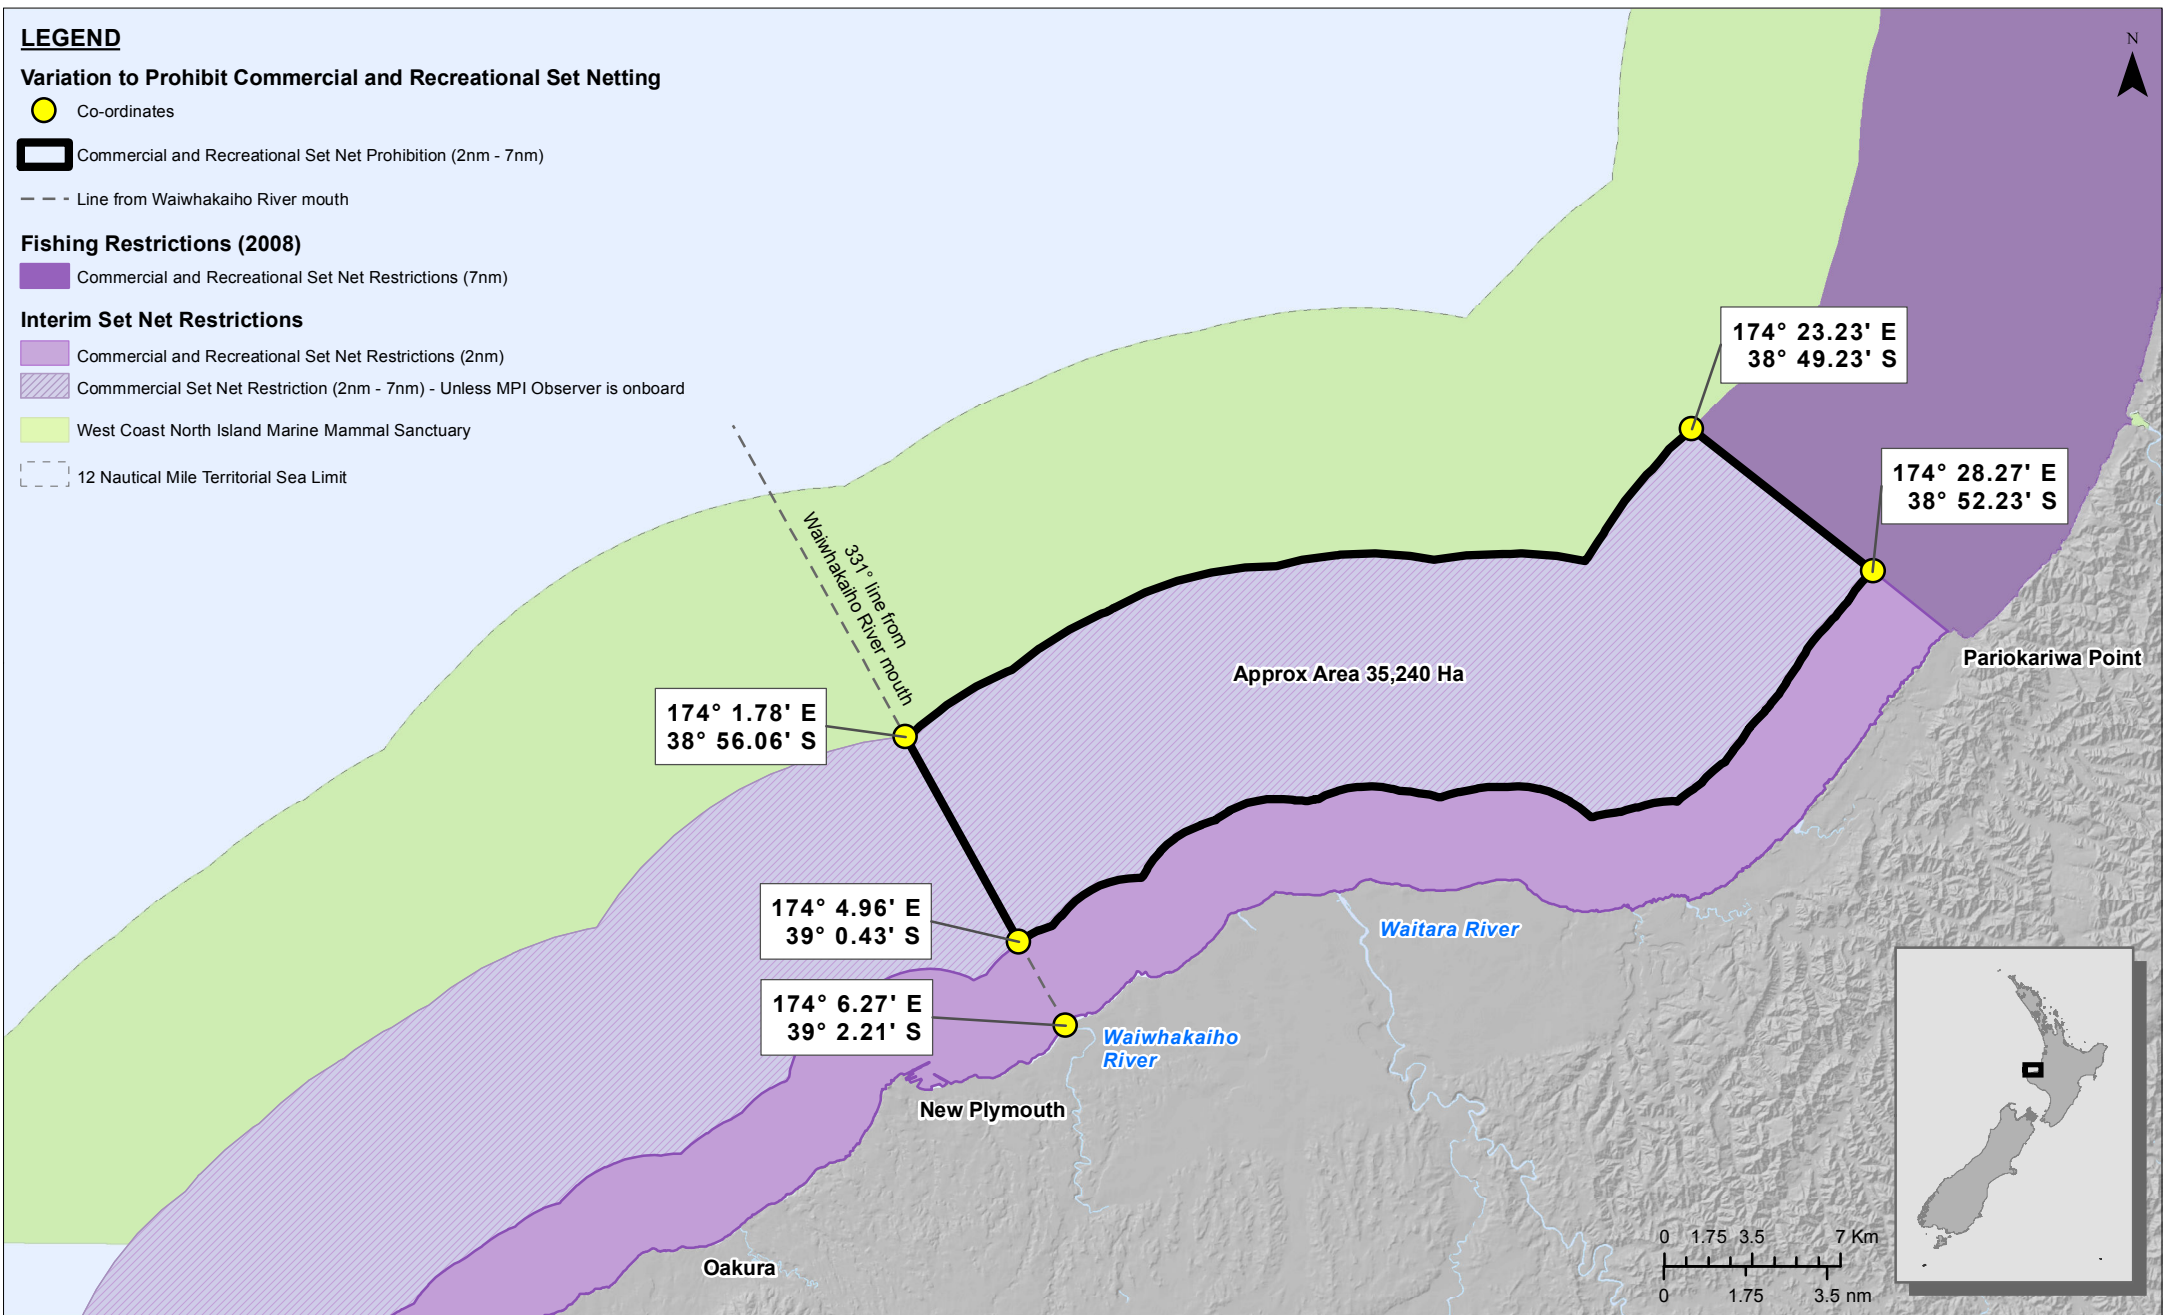 LEGEND
Variation to Prohibit Commercial and Recreational Set Netting
Co-ordinates
Commercial and Recreational Set Net Prohibition (2nm - 7nm)
Line from Waiwhakaiho River mouth
Fishing Restrictions (2008)
Commercial and Recreational Set Net Restrictions (7nm)
Interim Set Net Restrictions
Commercial and Recreational Set Net Restrictions (2nm)
Commmercial Set Net Restriction (2nm - 7nm) - Unless MPI Observer is onboard
West Coast North Island Marine Mammal Sanctuary
12 Nautical Mile Territorial Sea Limit
N
174° 23.23' E
38° 49.23' S
174° 28.27' E
38° 52.23' S
331° line from
Waiwhakaiho River mouth
Pariokariwa Point
Approx Area 35,240 Ha
174° 1.78' E
38° 56.06' S
174° 4.96' E
39° 0.43' S
Waitara River
174° 6.27' E
39° 2.21' S
Waiwhakaiho
River
New Plymouth
Oakura
0 1.75 3.5 7 Km
0 1.75 3.5 nm